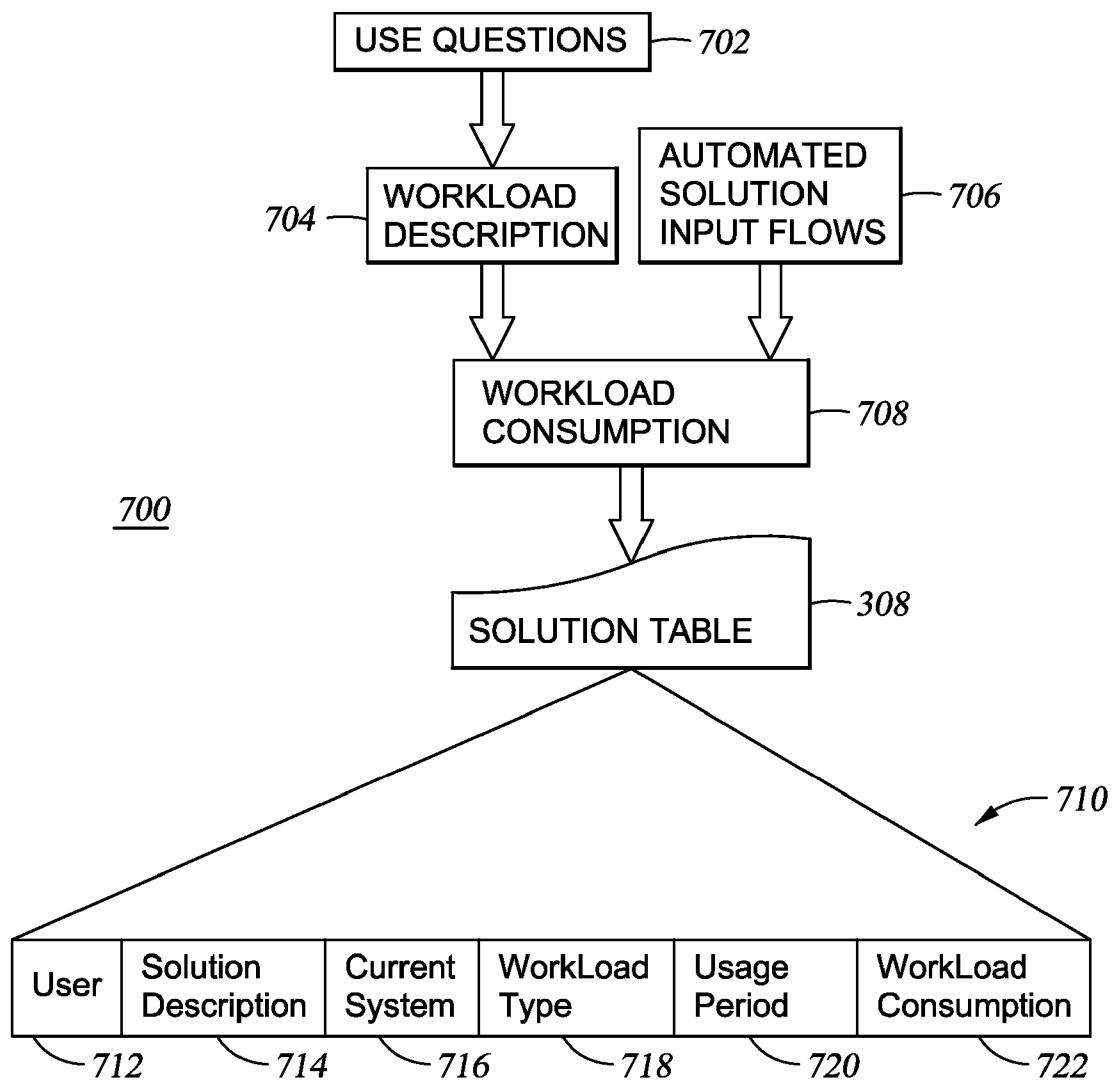 USE QUESTIONS
702
WORKLOAD
DESCRIPTION
704
AUTOMATED
SOLUTION
INPUT FLOWS
706
WORKLOAD
CONSUMPTION
708
700
SOLUTION TABLE
308
710
User
Solution
Description
Current
System
WorkLoad
Type
Usage
Period
WorkLoad
Consumption
712
714
716
718
720
722